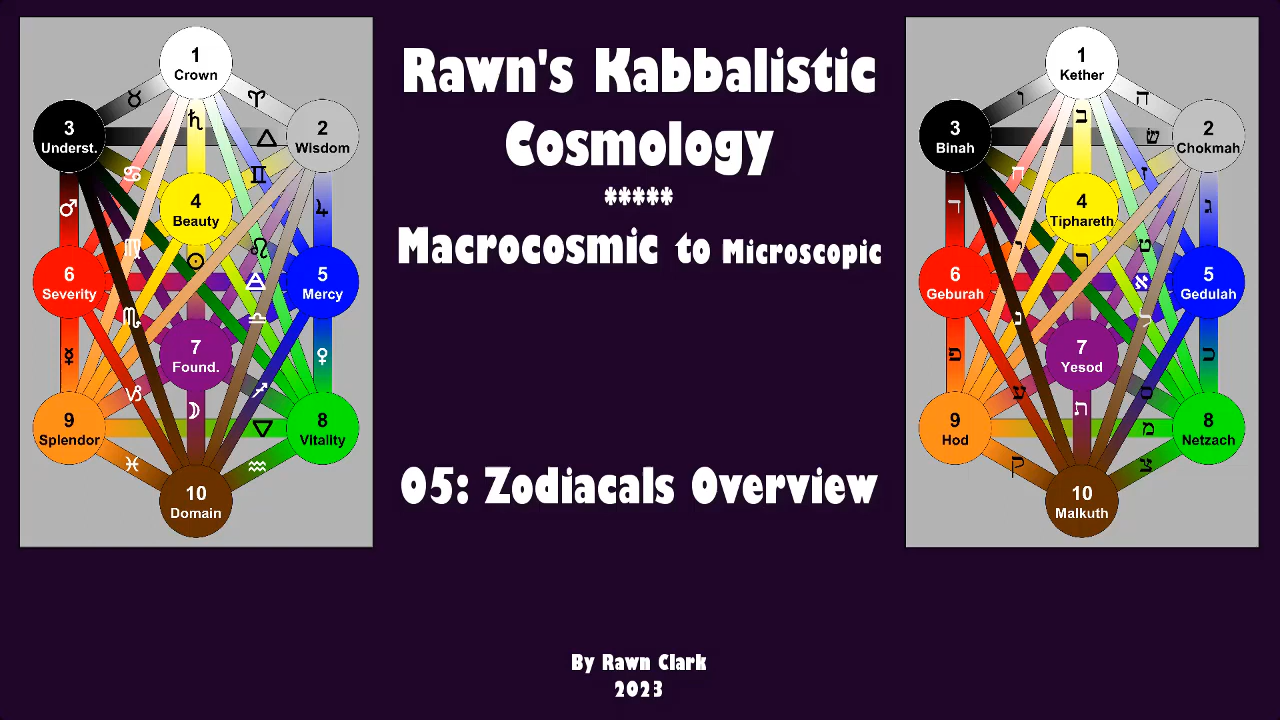 Rawn's Kabbalistic
Cosmology
*****
Macrocosmic to Microscopic
05: Zodiacals Overview
By Rawn Clark
2023
1
Crown
♉ ♈
3
Underst.
△
2
Wisdom
♄
♋ ♊
4
Beauty
♂ ♃
♍ ♌
☉
6
Severity
5
Mercy
♏ ♎
7
Found.
☿ ♀
♑ ♐
☽
9
Splendor
▽
8
Vitality
♓ ♒
10
Domain
1
Kether
ו ה
ב
3
Binah
ש
2
Chokmah
ח ז
4
Tiphareth
ד ג
י ט
ר
6
Geburah
א
5
Gedulah
נ ל
7
Yesod
פ
ע ס
ת
9
Hod
מ
8
Netzach
ק צ
10
Malkuth